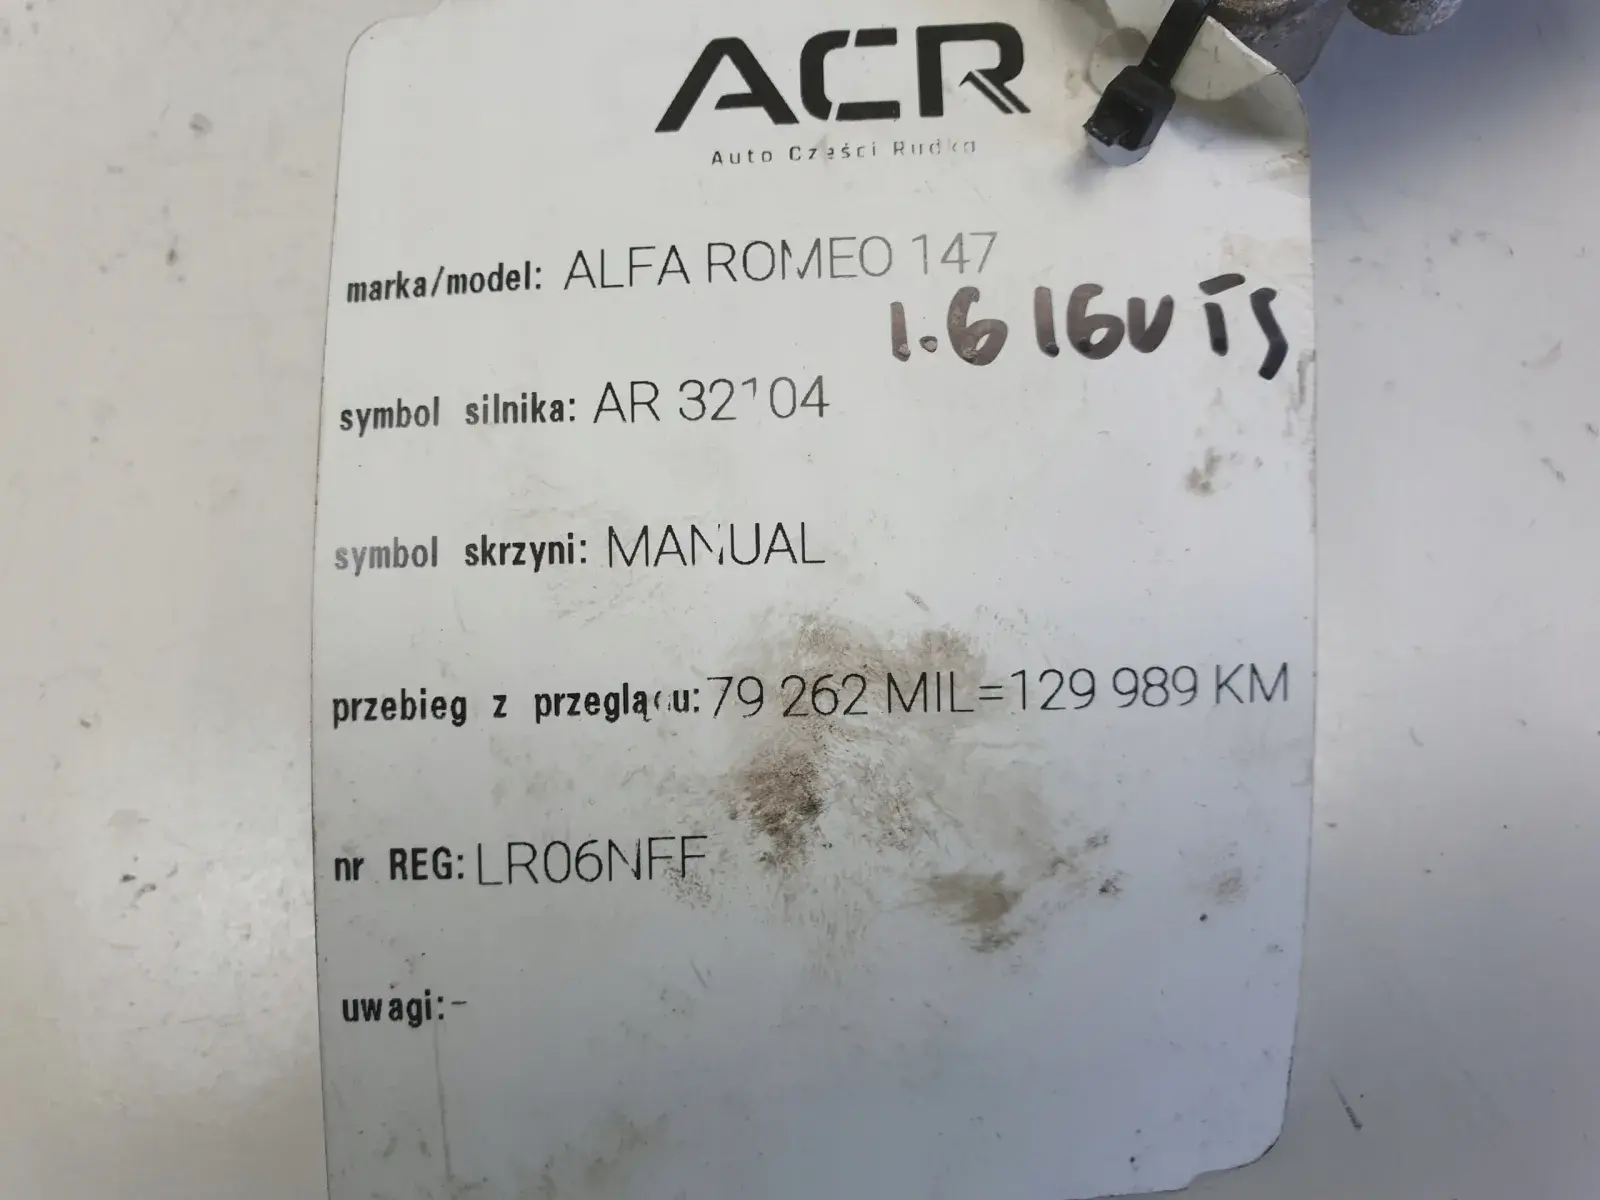 ACR
Auto Części Rudka
marka/model: ALFA ROMEO 147
1.6 16V TS
symbol silnika: AR 32104
symbol skrzyni: MANUAL
przebieg z przeglądu: 79 262 MIL=129 989 KM
nr REG: LR06NFF
uwagi:-